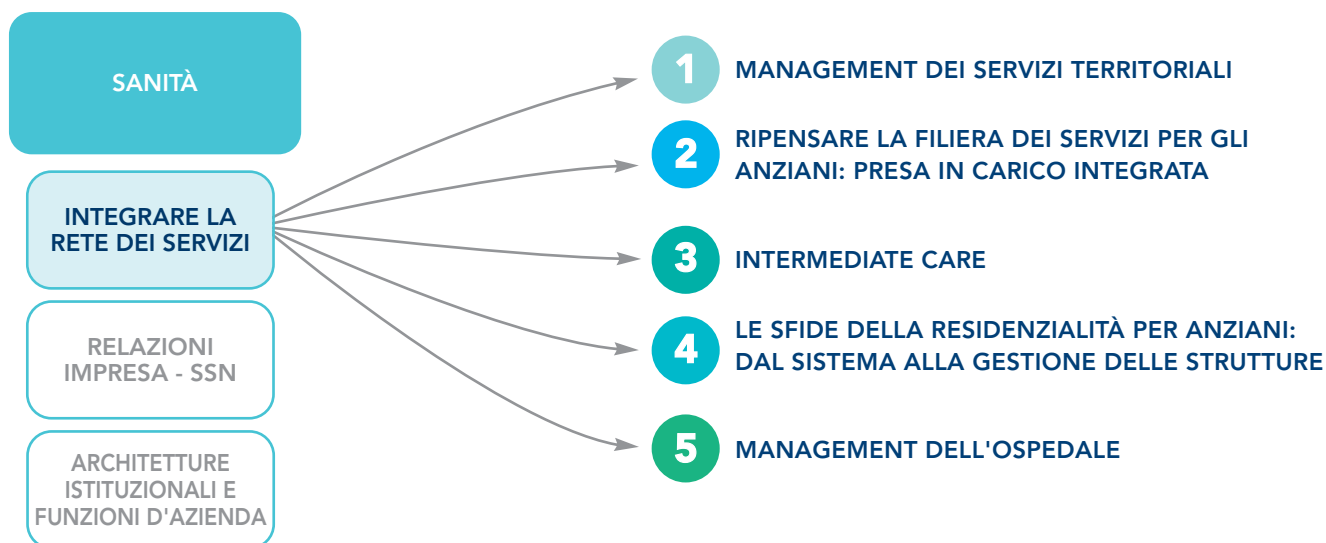 SANITÀ
INTEGRARE LA
RETE DEI SERVIZI
RELAZIONI
IMPRESA - SSN
ARCHITETTURE
ISTITUZIONALI E
FUNZIONI D'AZIENDA
1
MANAGEMENT DEI SERVIZI TERRITORIALI
2
RIPENSARE LA FILIERA DEI SERVIZI PER GLI
ANZIANI: PRESA IN CARICO INTEGRATA
3
INTERMEDIATE CARE
4
LE SFIDE DELLA RESIDENZIALITÀ PER ANZIANI:
DAL SISTEMA ALLA GESTIONE DELLE STRUTTURE
5
MANAGEMENT DELL'OSPEDALE